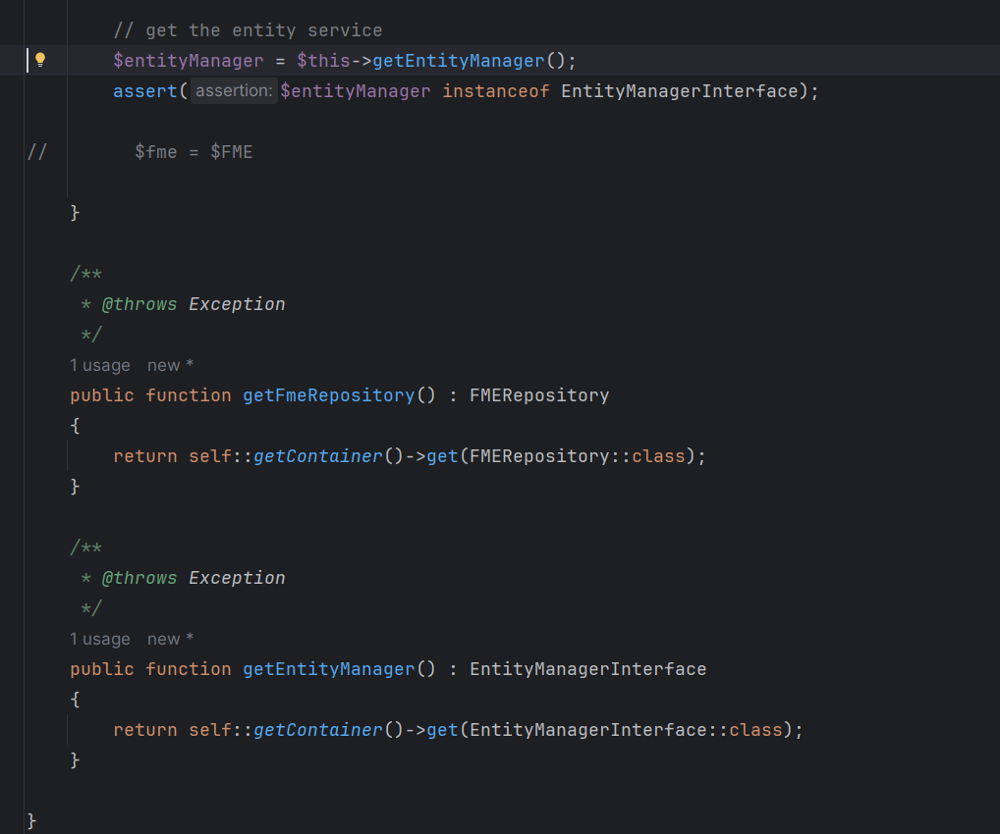 // get the entity service
$entityManager = $this->getEntityManager();
assert( assertion: $entityManager instanceof EntityManagerInterface);
//        $fme = $FME
}
/**
 * @throws Exception
 */
1 usage   new *
public function getFmeRepository() : FMERepository
{
return self::getContainer()->get(FMERepository::class);
}
/**
 * @throws Exception
 */
1 usage   new *
public function getEntityManager() : EntityManagerInterface
{
return self::getContainer()->get(EntityManagerInterface::class);
}
}